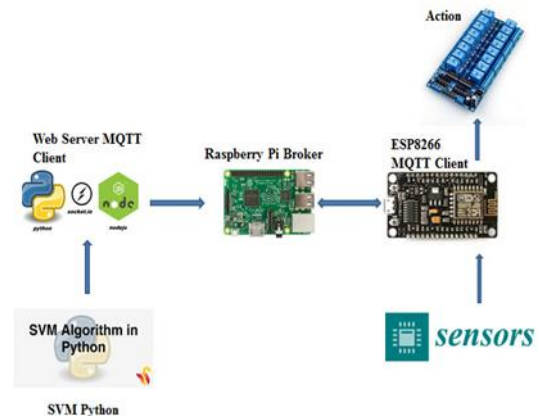 Action
Web Server MQTT
Client
Raspberry Pi Broker
ESP8266
MQTT Client
python
socket.io
node
nodejs
SVM Algorithm in
Python
sensors
SVM Python